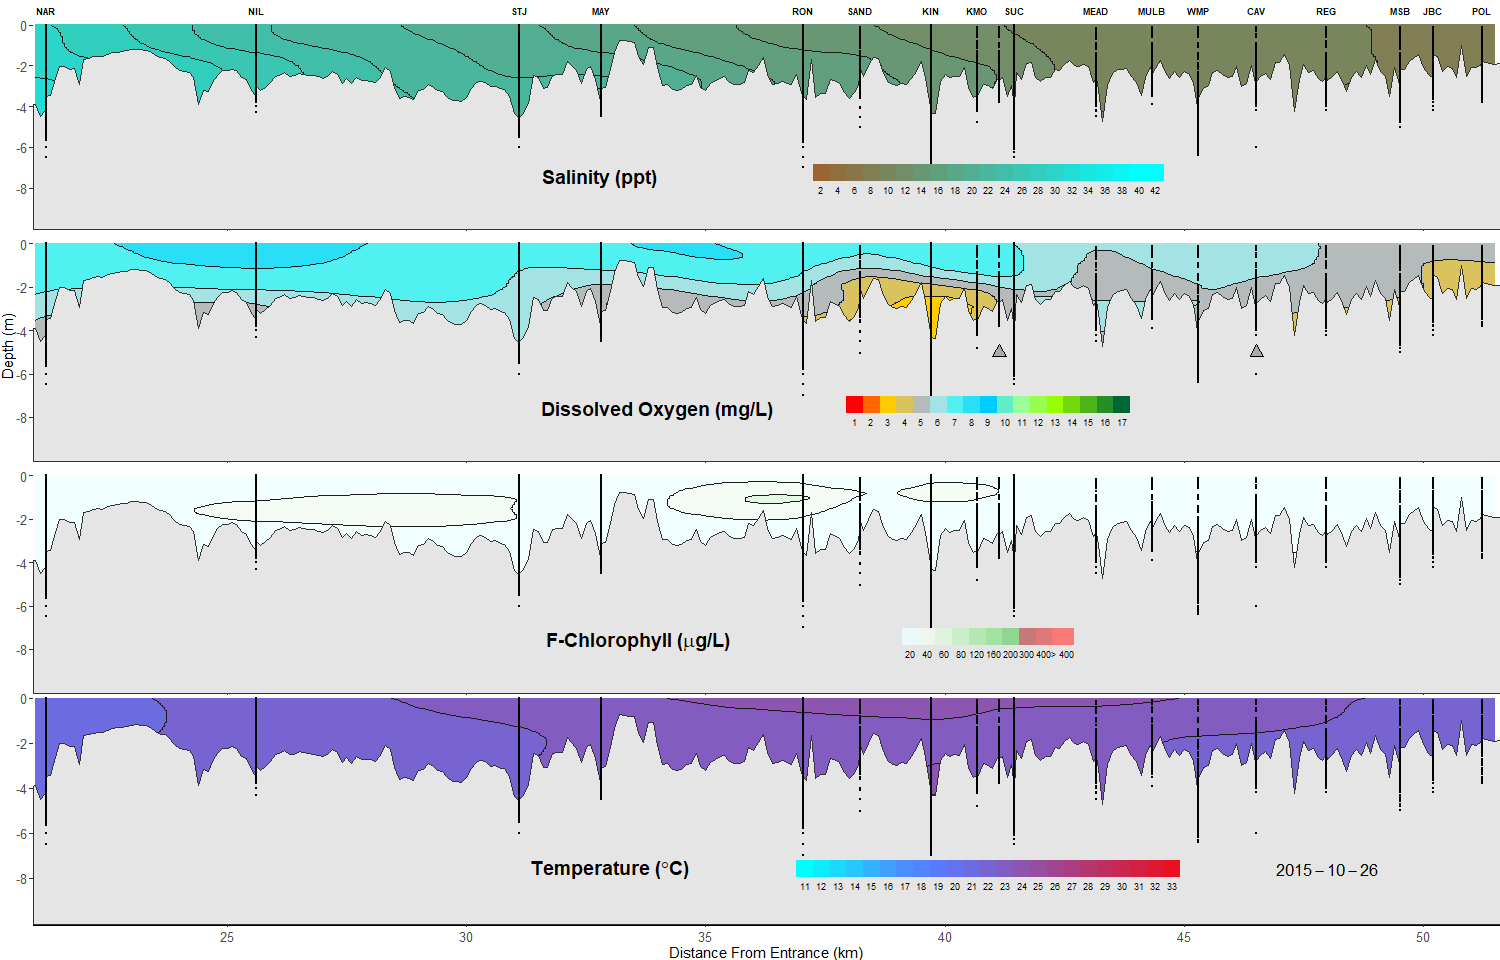 NAR NIL STJ MAY RON SAND KIN KMO SUC MEAD MULB WMP CAV REG MSB JBC POL
0
-2
-4
-6
-8
Salinity (ppt)
2 4 6 8 10 12 14 16 18 20 22 24 26 28 30 32 34 36 38 40 42
0
-2
-4
-6
-8
Depth (m)
Dissolved Oxygen (mg/L)
1 2 3 4 5 6 7 8 9 10 11 12 13 14 15 16 17
0
-2
-4
-6
-8
F-Chlorophyll (μg/L)
20 40 60 80 120 160 200 300 400 > 400
0
-2
-4
-6
-8
Temperature (°C)
11 12 13 14 15 16 17 18 19 20 21 22 23 24 25 26 27 28 29 30 31 32 33
2015-10-26
25 30 35 40 45 50
Distance From Entrance (km)